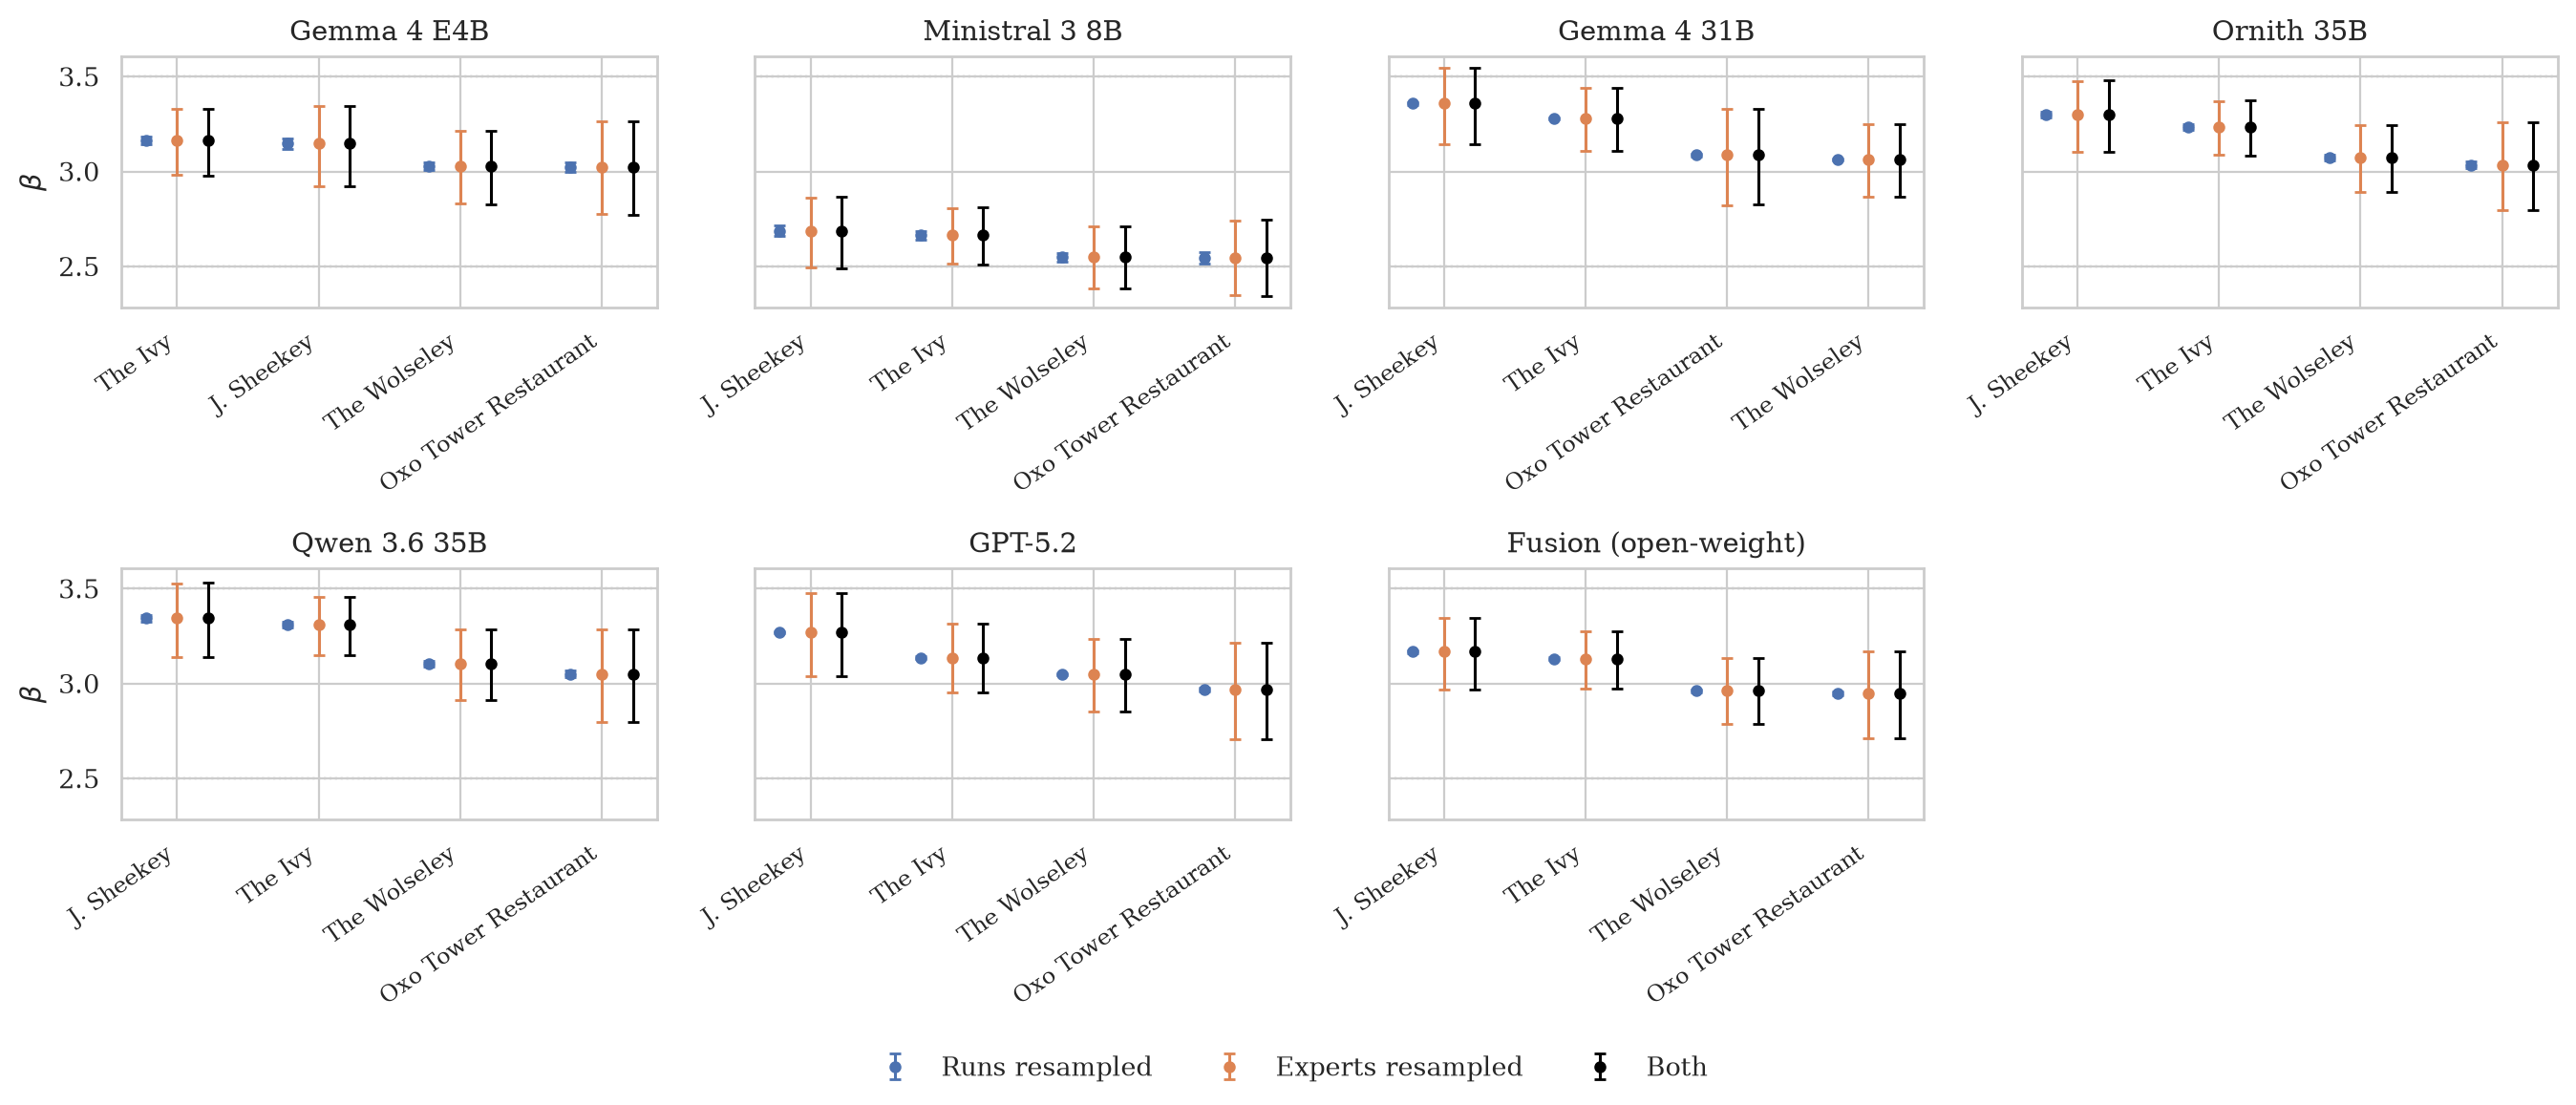 Gemma 4 E4B
Ministral 3 8B
Gemma 4 31B
Ornith 35B
3.5
3.0
2.5
β
The Ivy
J. Sheekey
The Wolseley
Oxo Tower Restaurant
J. Sheekey
The Ivy
The Wolseley
Oxo Tower Restaurant
J. Sheekey
The Ivy
Oxo Tower Restaurant
The Wolseley
J. Sheekey
The Ivy
The Wolseley
Oxo Tower Restaurant
Qwen 3.6 35B
GPT-5.2
Fusion (open-weight)
3.5
3.0
2.5
β
J. Sheekey
The Ivy
The Wolseley
Oxo Tower Restaurant
J. Sheekey
The Ivy
The Wolseley
Oxo Tower Restaurant
J. Sheekey
The Ivy
The Wolseley
Oxo Tower Restaurant
Runs resampled
Experts resampled
Both